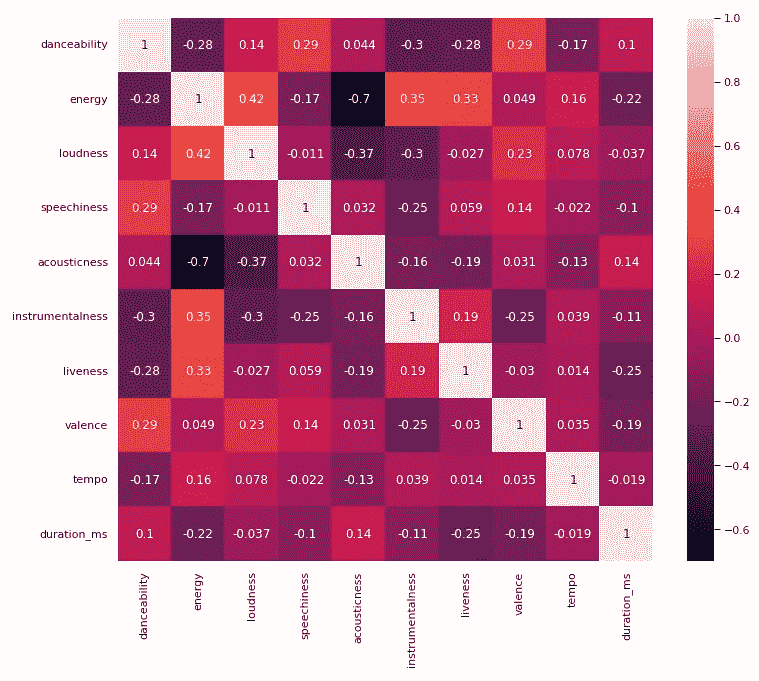 danceability 1 -0.28 0.14 0.29 0.044 -0.3 -0.28 0.29 -0.17 0.1
energy -0.28 1 0.42 -0.17 -0.7 0.35 0.33 0.049 0.16 -0.22
loudness 0.14 0.42 1 -0.011 -0.37 -0.3 -0.027 0.23 0.078 -0.037
speechiness 0.29 -0.17 -0.011 1 0.032 -0.25 0.059 0.14 -0.022 -0.1
acousticness 0.044 -0.7 -0.37 0.032 1 -0.16 -0.19 0.031 -0.13 0.14
instrumentalness -0.3 0.35 -0.3 -0.25 -0.16 1 0.19 -0.25 0.039 -0.11
liveness -0.28 0.33 -0.027 0.059 -0.19 0.19 1 -0.03 0.014 -0.25
valence 0.29 0.049 0.23 0.14 0.031 -0.25 -0.03 1 0.035 -0.19
tempo -0.17 0.16 0.078 -0.022 -0.13 0.039 0.014 0.035 1 -0.019
duration_ms 0.1 -0.22 -0.037 -0.1 0.14 -0.11 -0.25 -0.19 -0.019 1
danceability energy loudness speechiness acousticness instrumentalness liveness valence tempo duration_ms
1.0
0.8
0.6
0.4
0.2
0.0
−0.2
−0.4
−0.6